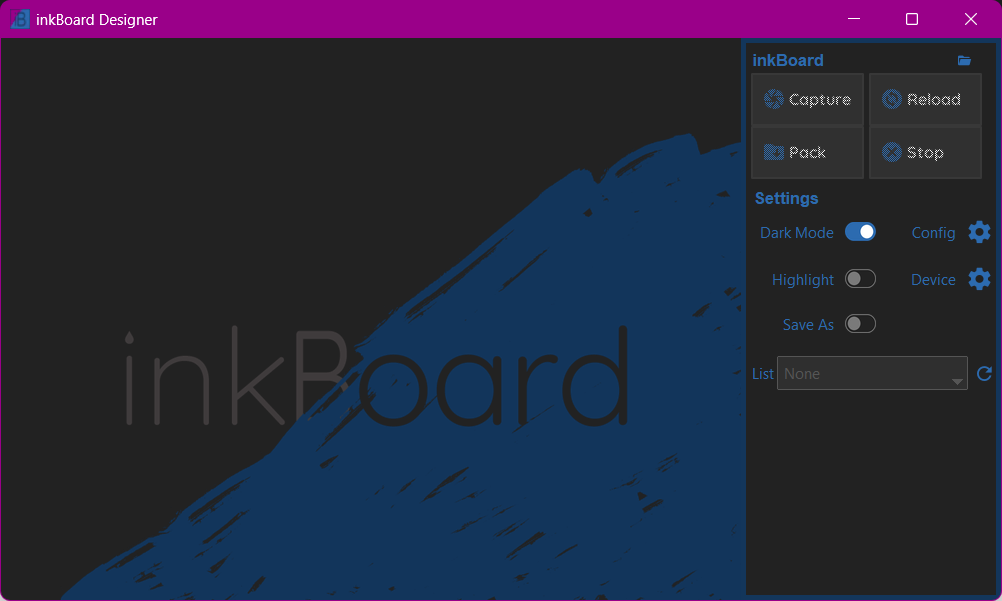 inkBoard Designer
inkBoard
inkBoard
Capture
Reload
Pack
Stop
Settings
Dark Mode
Config
Highlight
Device
Save As
List
None